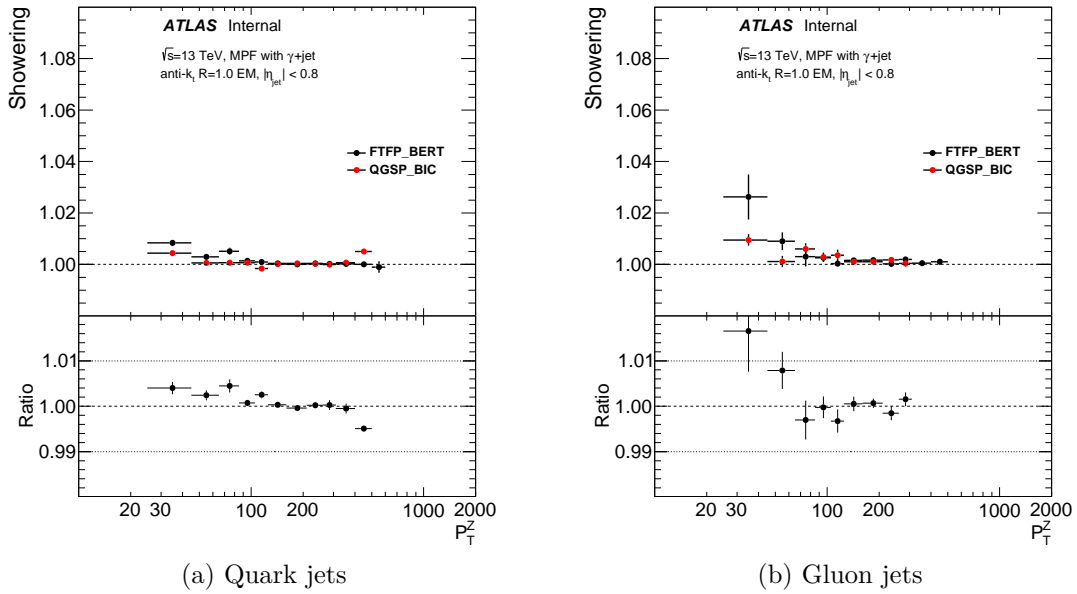 ATLAS Internal
√s=13 TeV, MPF with γ+jet
anti-kt R=1.0 EM, |ηjet| < 0.8
Showering
1.08
1.06
1.04
1.02
1.00
FTFP_BERT
QGSP_BIC
Ratio
1.01
1.00
0.99
20 30 100 200 1000 2000
P_T^Z
(a) Quark jets
ATLAS Internal
√s=13 TeV, MPF with γ+jet
anti-kt R=1.0 EM, |ηjet| < 0.8
Showering
1.08
1.06
1.04
1.02
1.00
FTFP_BERT
QGSP_BIC
Ratio
1.01
1.00
0.99
20 30 100 200 1000 2000
P_T^Z
(b) Gluon jets